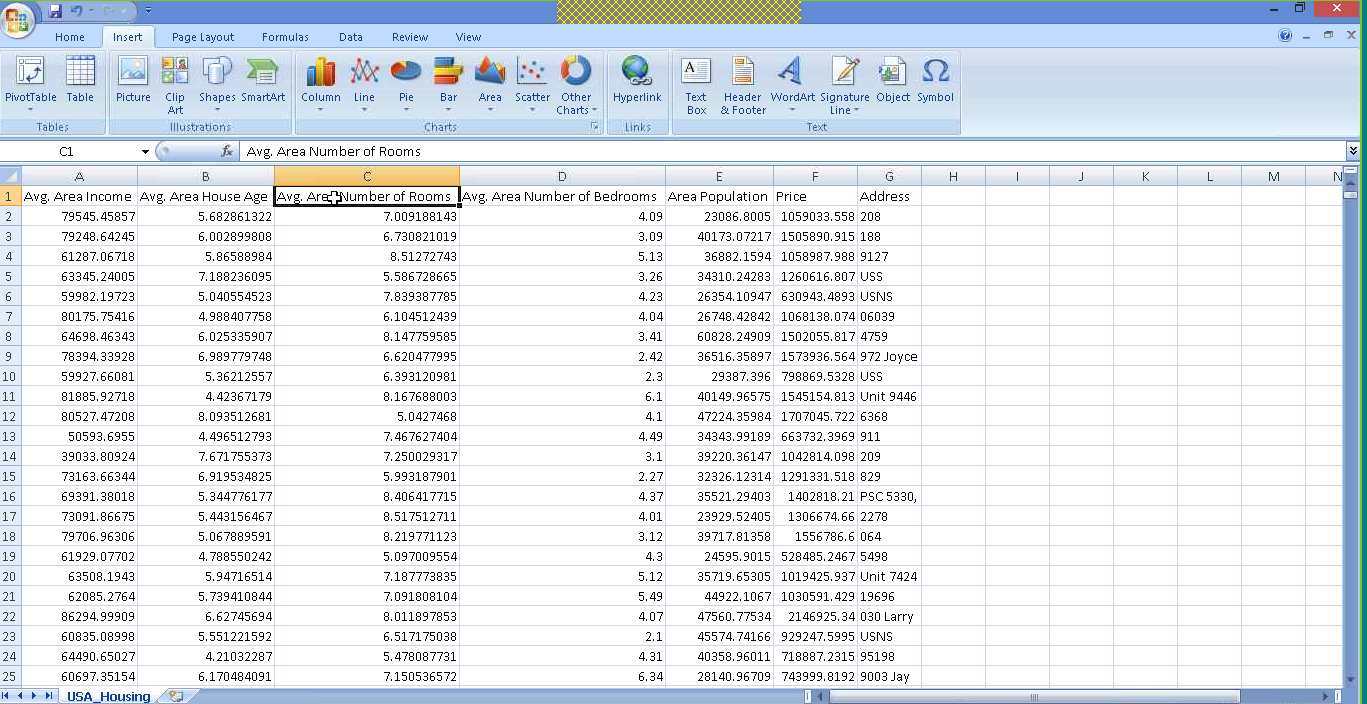 Home Insert Page Layout Formulas Data Review View
PivotTable Table Picture Clip Art Shapes SmartArt Column Line Pie Bar Area Scatter Other Charts Hyperlink Text Box Header & Footer WordArt Signature Line Object Symbol
Tables Illustrations Charts Links Text
C1 fx Avg. Area Number of Rooms
A B C D E F G H I J K L M N
1 Avg. Area Income Avg. Area House Age Avg. Area Number of Rooms Avg. Area Number of Bedrooms Area Population Price Address
2 79545.45857 5.682861322 7.009188143 4.09 23086.8005 1059033.558 208
3 79248.64245 6.002899808 6.730821019 3.09 40173.07217 1505890.915 188
4 61287.06718 5.86588984 8.51272743 5.13 36882.1594 1058987.988 9127
5 63345.24005 7.188236095 5.586728665 3.26 34310.24283 1260616.807 USS
6 59982.19723 5.040554523 7.839387785 4.23 26354.10947 630943.4893 USNS
7 80175.75416 4.988407758 6.104512439 4.04 26748.42842 1068138.074 06039
8 64698.46343 6.025335907 8.147759585 3.41 60828.24909 1502055.817 4759
9 78394.33928 6.989779748 6.620477995 2.42 36516.35897 1573936.564 972 Joyce
10 59927.66081 5.36212557 6.393120981 2.3 29387.396 798869.5328 USS
11 81885.92718 4.42367179 8.167688003 6.1 40149.96575 1545154.813 Unit 9446
12 80527.47208 8.093512681 5.0427468 4.1 47224.35984 1707045.722 6368
13 50593.6955 4.496512793 7.467627404 4.49 34343.99189 663732.3969 911
14 39033.80924 7.671755373 7.250029317 3.1 39220.36147 1042814.098 209
15 73163.66344 6.919534825 5.993187901 2.27 32326.12314 1291331.518 829
16 69391.38018 5.344776177 8.406417715 4.37 35521.29403 1402818.21 PSC 5330,
17 73091.86675 5.443156467 8.517512711 4.01 23929.52405 1306674.66 2278
18 79706.96306 5.067889591 8.219771123 3.12 39717.81358 1556786.6 064
19 61929.07702 4.788550242 5.097009554 4.3 24595.9015 528485.2467 5498
20 63508.1943 5.94716514 7.187773835 5.12 35719.65305 1019425.937 Unit 7424
21 62085.2764 5.739410844 7.091808104 5.49 44922.1067 1030591.429 19696
22 86294.99909 6.62745694 8.011897853 4.07 47560.77534 2146925.34 030 Larry
23 60835.08998 5.551221592 6.517175038 2.1 45574.74166 929247.5995 USNS
24 64490.65027 4.21032287 5.478087731 4.31 40358.96011 718887.2315 95198
25 60697.35154 6.170484091 7.150536572 6.34 28140.96709 743999.8192 9003 Jay
USA_Housing